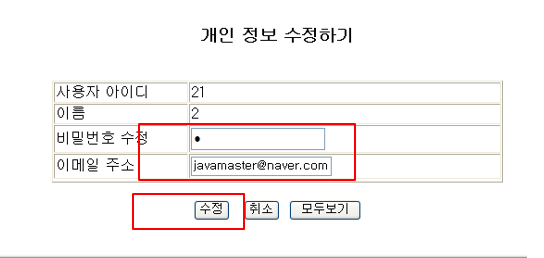 개인 정보 수정하기
사용자 아이디 21
이름 2
비밀번호 수정 •
이메일 주소 javamaster@naver.com
수정 취소 모두보기